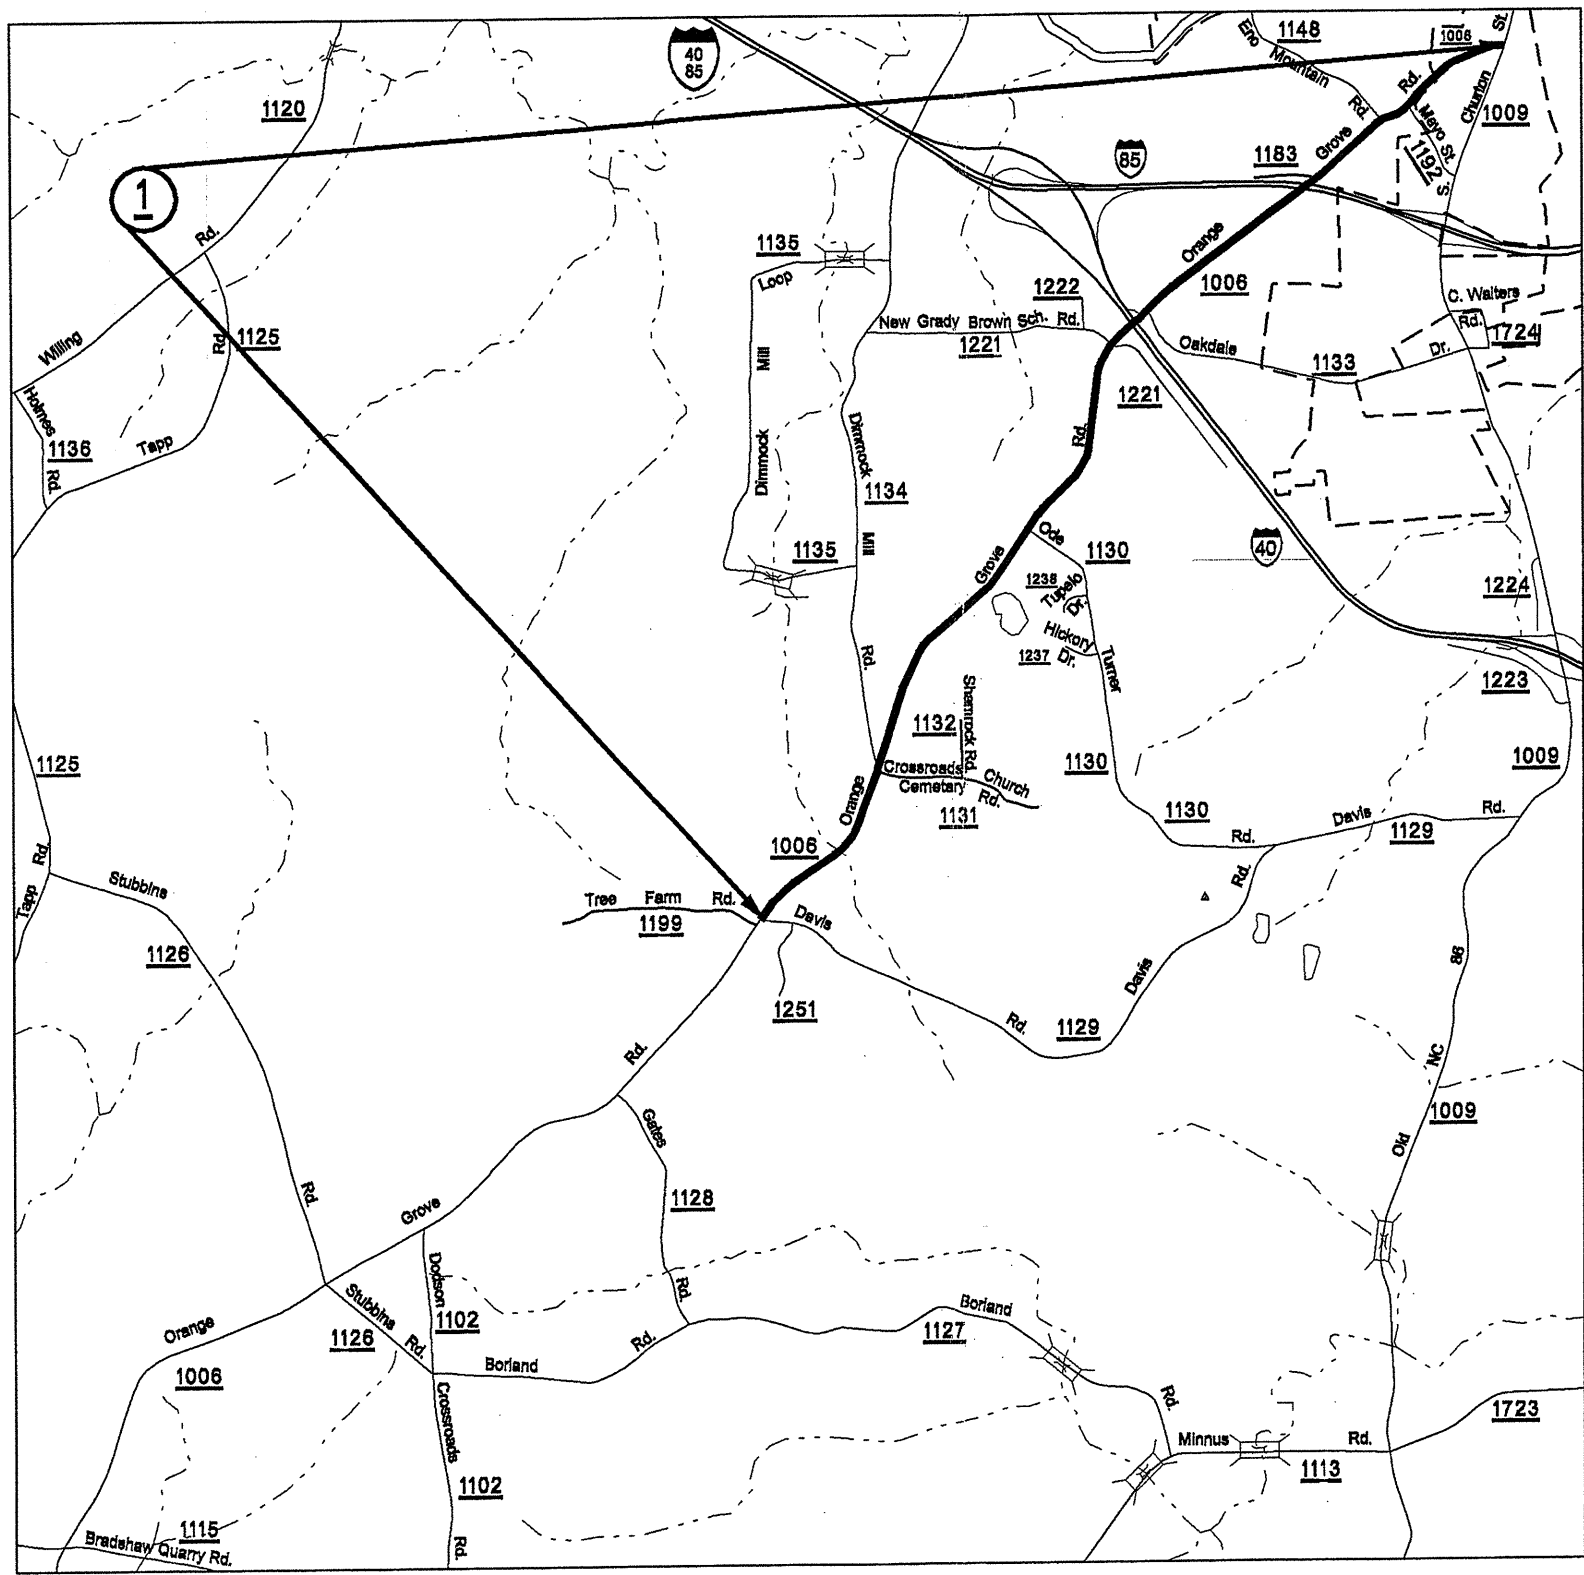 40
85
Eno
Mountain
Rd.
1148
1006
St.
Churton
S.
1009
Rd.
Mayo St.
1192
Grove
1183
85
1120
1
Rd.
Willing
1125
Rd.
Holmes
1136
Rd.
Tapp
1135
Loop
Orange
1006
1222
New Grady Brown Sch. Rd.
1221
C. Walters
Rd.
1724
Oakdale
1133
Dr.
1221
Mill
Dimmock
Dimmock
Mill
Rd.
1134
1135
Rd.
Ode
1130
Grove
1238
Tupelo
Dr.
Hickory
Dr.
1237
Turner
40
1224
1223
1132
Shamrock Rd.
Crossroads Church
Cemetary Rd.
1131
1130
1009
1125
Rd.
Tapp
Orange
1006
1130
Rd.
Davis
1129
Rd.
Rd.
Stubbins
1126
Tree Farm Rd.
1199
Davis
1251
Rd.
1129
Davis
86
NC
1009
Old
Rd.
Gates
1128
Rd.
Rd.
Grove
Dodson
1102
Stubbins
1126
Rd.
Orange
1006
Borland
Rd.
Borland
1127
Rd.
Crossroads
1102
Rd.
Minnus
Rd.
1113
1723
1115
Bradshaw Quarry Rd.